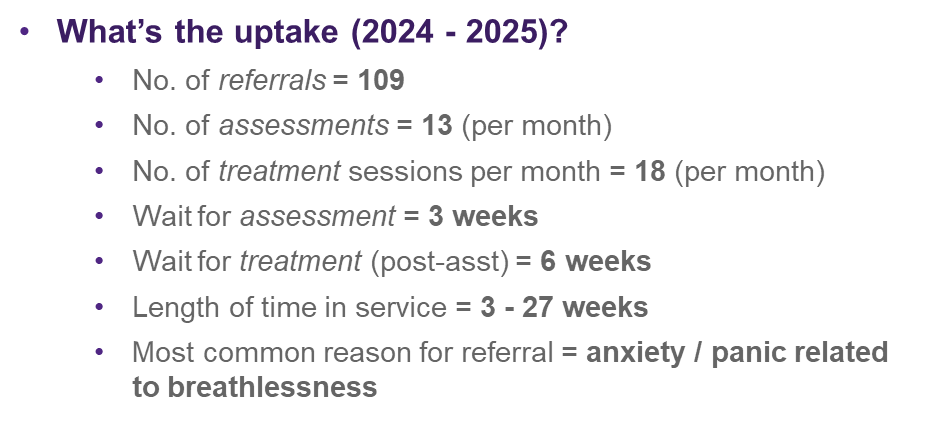 • What's the uptake (2024 - 2025)?
• No. of referrals = 109
• No. of assessments = 13 (per month)
• No. of treatment sessions per month = 18 (per month)
• Wait for assessment = 3 weeks
• Wait for treatment (post-asst) = 6 weeks
• Length of time in service = 3 - 27 weeks
• Most common reason for referral = anxiety / panic related
to breathlessness